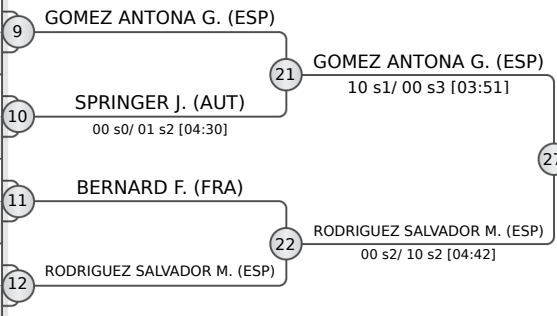 GOMEZ ANTONA G. (ESP)
9
21
GOMEZ ANTONA G. (ESP)
10 s1/ 00 s3 [03:51]
SPRINGER J. (AUT)
10
00 s0/ 01 s2 [04:30]
27
BERNARD F. (FRA)
11
22
RODRIGUEZ SALVADOR M. (ESP)
00 s2/ 10 s2 [04:42]
RODRIGUEZ SALVADOR M. (ESP)
12